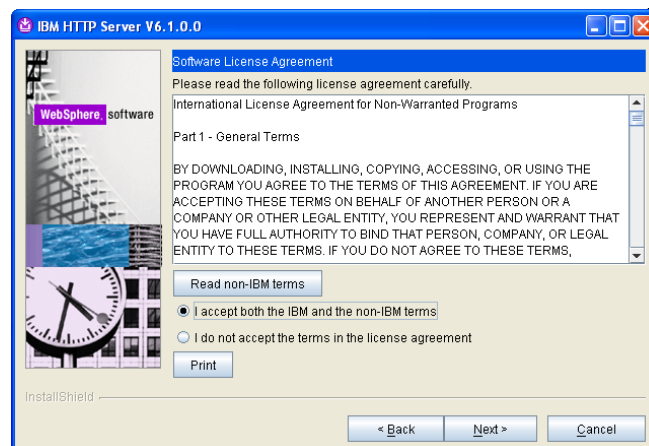 IBM HTTP Server V6.1.0.0
WebSphere. software
Software License Agreement
Please read the following license agreement carefully.
International License Agreement for Non-Warranted Programs
Part 1 - General Terms
BY DOWNLOADING, INSTALLING, COPYING, ACCESSING, OR USING THE
PROGRAM YOU AGREE TO THE TERMS OF THIS AGREEMENT. IF YOU ARE
ACCEPTING THESE TERMS ON BEHALF OF ANOTHER PERSON OR A
COMPANY OR OTHER LEGAL ENTITY, YOU REPRESENT AND WARRANT THAT
YOU HAVE FULL AUTHORITY TO BIND THAT PERSON, COMPANY, OR LEGAL
ENTITY TO THESE TERMS. IF YOU DO NOT AGREE TO THESE TERMS,
Read non-IBM terms
I accept both the IBM and the non-IBM terms
I do not accept the terms in the license agreement
Print
InstallShield
< Back
Next >
Cancel